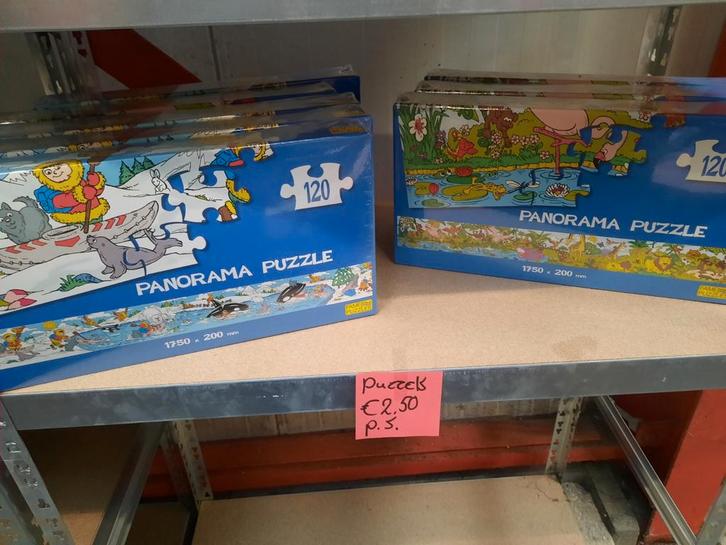 120
PANORAMA PUZZLE
1750 x 200 mm
120
PANORAMA PUZZLE
1750 x 200 mm
Puzzels
€2,50
p.s.